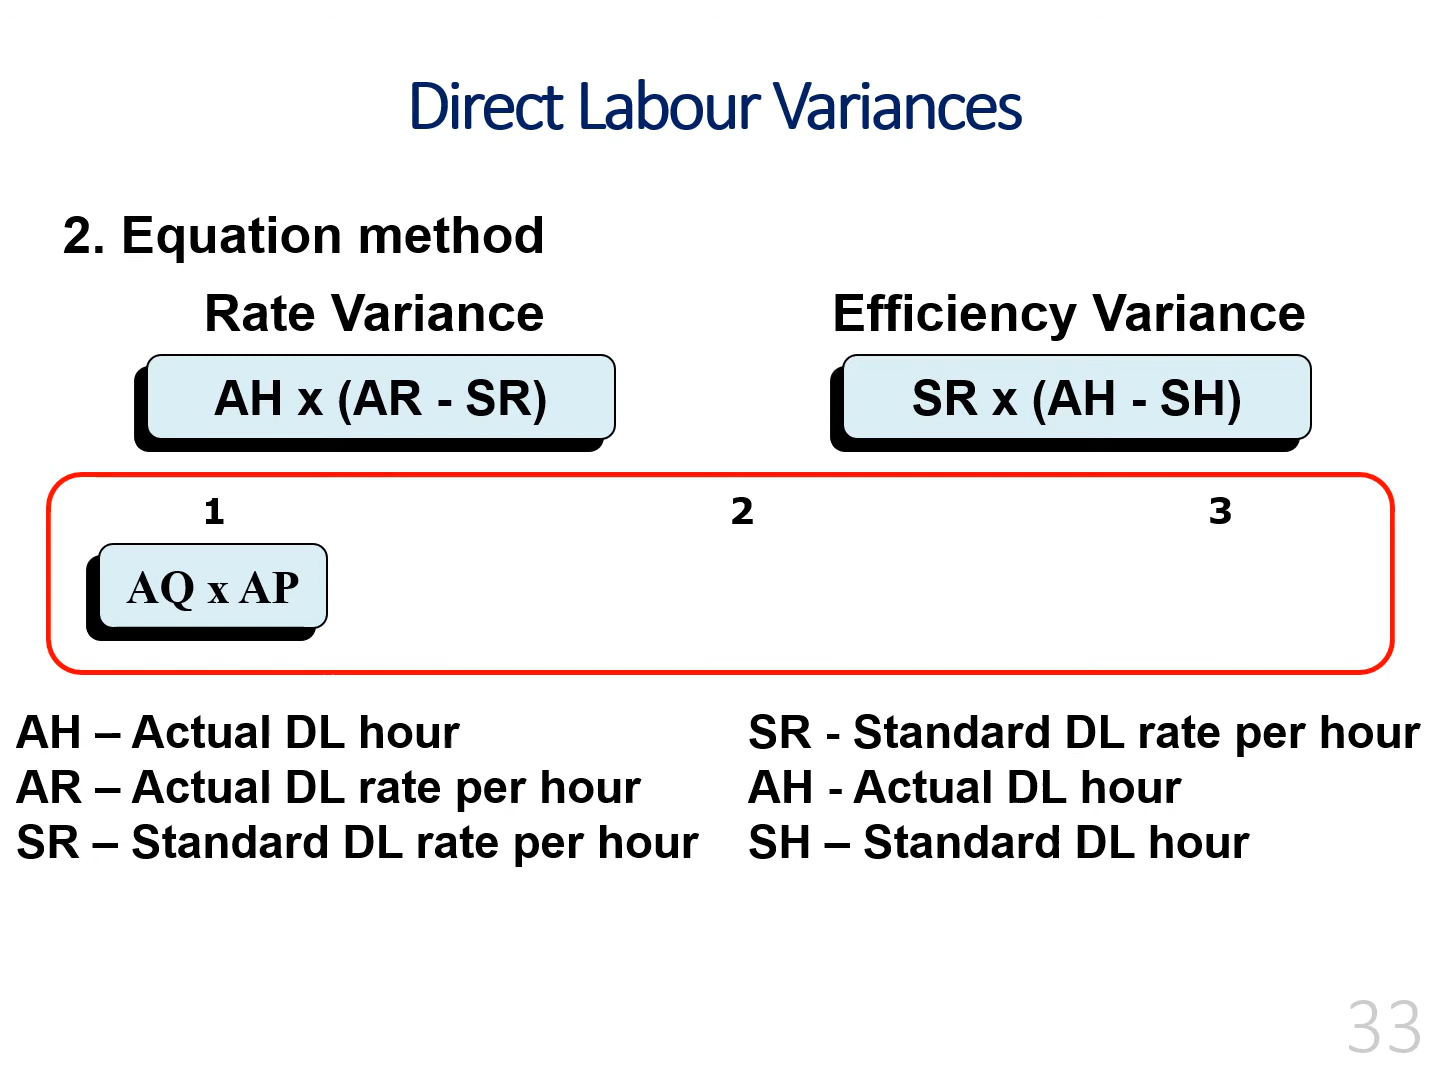 Direct Labour Variances
2. Equation method
Rate Variance
Efficiency Variance
AH x (AR - SR)
SR x (AH - SH)
1
2
3
AQ x AP
AH – Actual DL hour
AR – Actual DL rate per hour
SR – Standard DL rate per hour
SR - Standard DL rate per hour
AH - Actual DL hour
SH – Standard DL hour
33